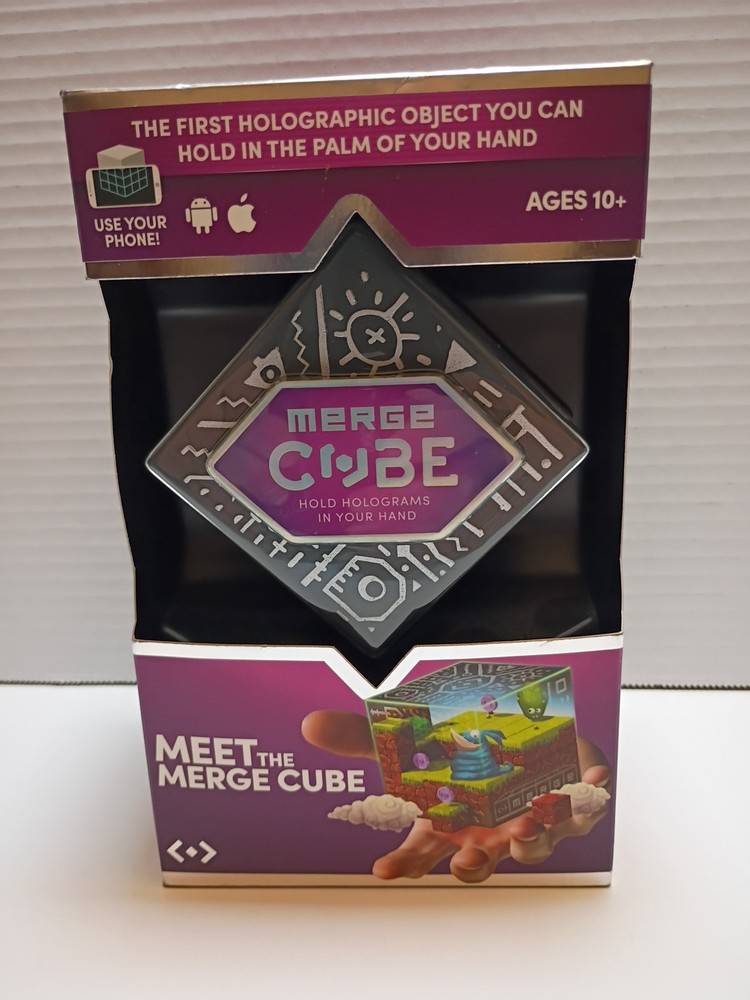 THE FIRST HOLOGRAPHIC OBJECT YOU CAN
HOLD IN THE PALM OF YOUR HAND
USE YOUR
PHONE!
AGES 10+
MERGE
CUBE
HOLD HOLOGRAMS
IN YOUR HAND
MEET THE
MERGE CUBE